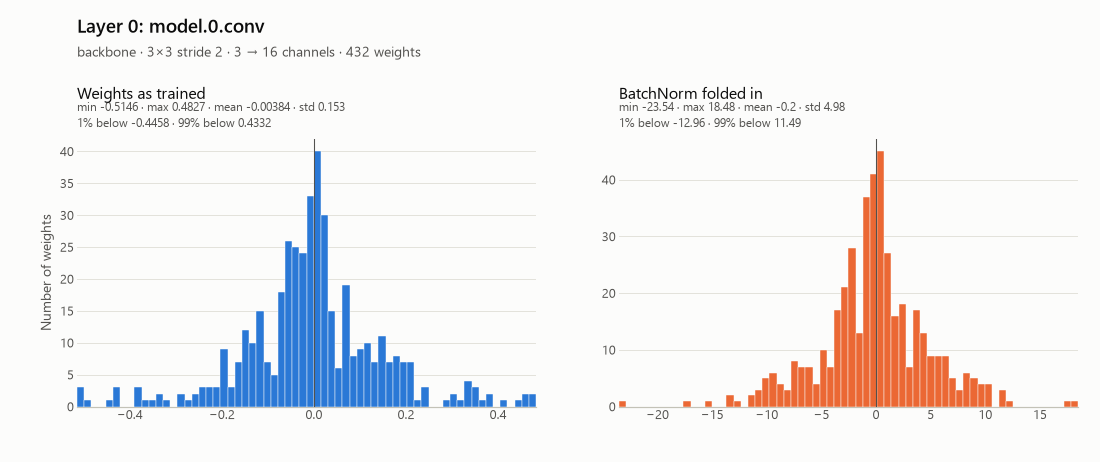 Layer 0: model.0.conv
backbone · 3×3 stride 2 · 3 → 16 channels · 432 weights
Weights as trained
min -0.5146 · max 0.4827 · mean -0.00384 · std 0.153
1% below -0.4458 · 99% below 0.4332
Number of weights
40
35
30
25
20
15
10
5
0
−0.4 −0.2 0.0 0.2 0.4
BatchNorm folded in
min -23.54 · max 18.48 · mean -0.2 · std 4.98
1% below -12.96 · 99% below 11.49
40
30
20
10
0
−20 −15 −10 −5 0 5 10 15